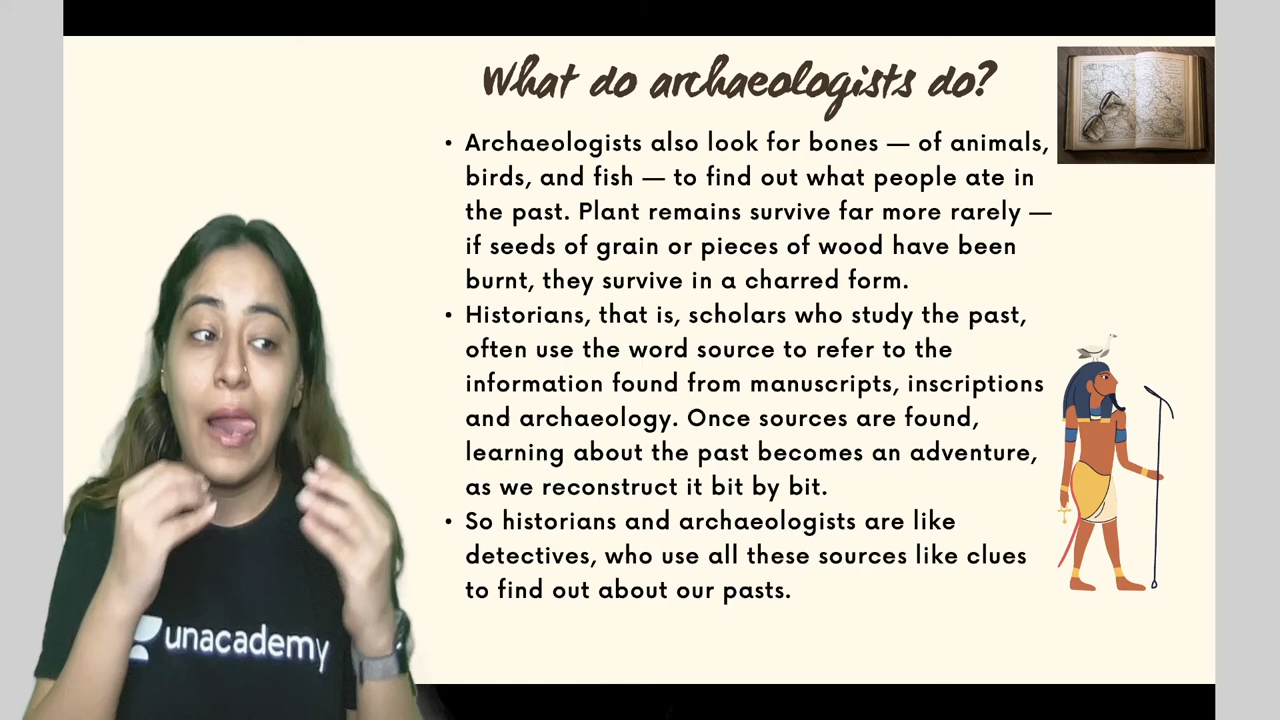 What do archaeologists do?
• Archaeologists also look for bones — of animals,
birds, and fish — to find out what people ate in
the past. Plant remains survive far more rarely —
if seeds of grain or pieces of wood have been
burnt, they survive in a charred form.
• Historians, that is, scholars who study the past,
often use the word source to refer to the
information found from manuscripts, inscriptions
and archaeology. Once sources are found,
learning about the past becomes an adventure,
as we reconstruct it bit by bit.
• So historians and archaeologists are like
detectives, who use all these sources like clues
to find out about our pasts.
unacademy